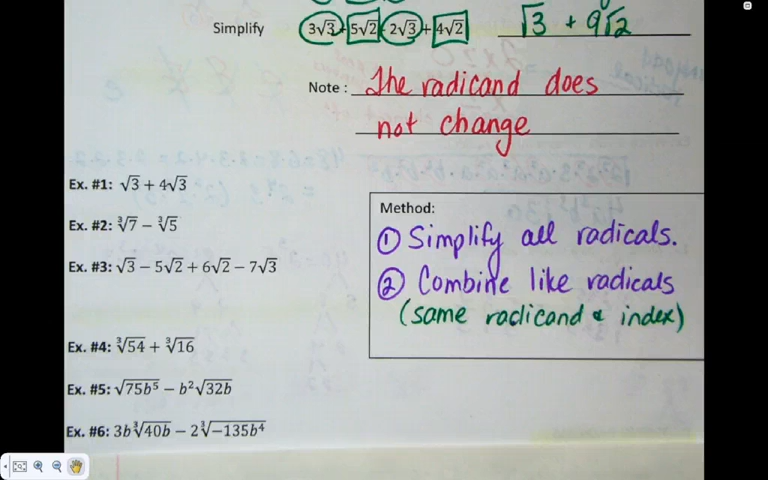 Simplify 3√3 + 5√2 - 2√3 + 4√2 √3 + 9√2
Note : The radicand does
not change
Ex. #1: √3 + 4√3
Ex. #2: ∛7 − ∛5
Ex. #3: √3 − 5√2 + 6√2 − 7√3
Ex. #4: ∛54 + ∛16
Ex. #5: √75b⁵ − b²√32b
Ex. #6: 3b∛40b − 2∛−135b⁴
Method:
① Simplify all radicals.
② Combine like radicals
(same radicand & index)